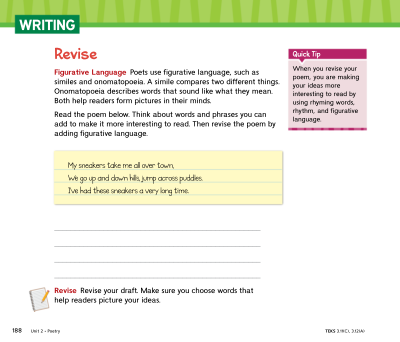 WRITING
Revise
Figurative Language Poets use figurative language, such as
similes and onomatopoeia. A simile compares two different things.
Onomatopoeia describes words that sound like what they mean.
Both help readers form pictures in their minds.
Read the poem below. Think about words and phrases you can
add to make it more interesting to read. Then revise the poem by
adding figurative language.
My sneakers take me all over town,
We go up and down hills, jump across puddles.
I've had these sneakers a very long time.
Revise Revise your draft. Make sure you choose words that
help readers picture your ideas.
Quick Tip
When you revise your
poem, you are making
your ideas more
interesting to read by
using rhyming words,
rhythm, and figurative
language.
188 Unit 2 • Poetry
TEKS 3.11(C), 3.12(A)